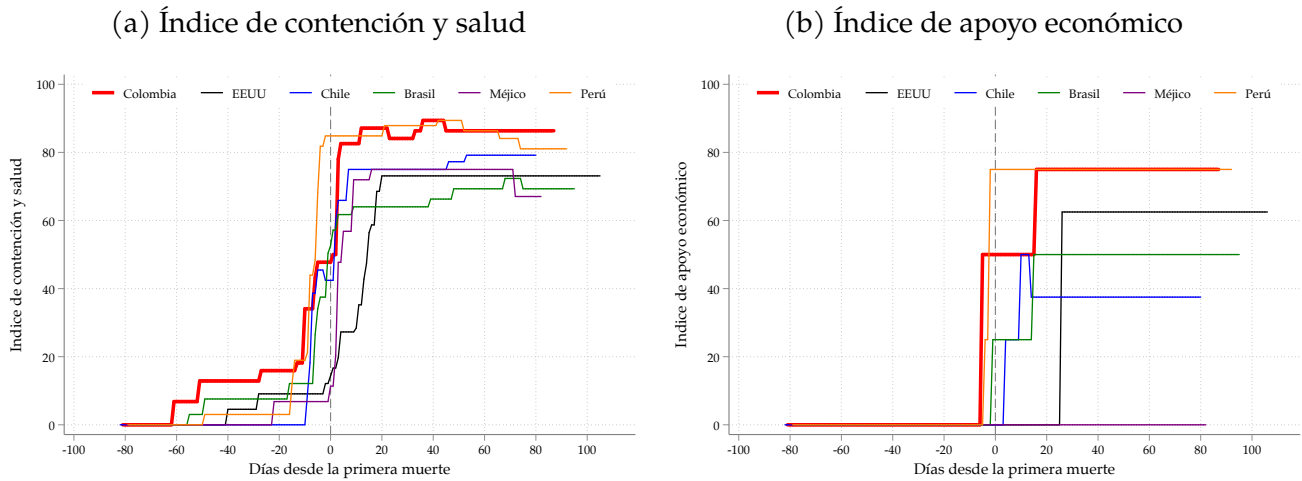 (a) Índice de contención y salud
Colombia EEUU Chile Brasil Méjico Perú
100
80
60
40
20
0
Indice de contención y salud
-100 -80 -60 -40 -20 0 20 40 60 80 100
Días desde la primera muerte
(b) Índice de apoyo económico
Colombia EEUU Chile Brasil Méjico Perú
100
80
60
40
20
0
Indice de apoyo económico
-100 -80 -60 -40 -20 0 20 40 60 80 100
Días desde la primera muerte